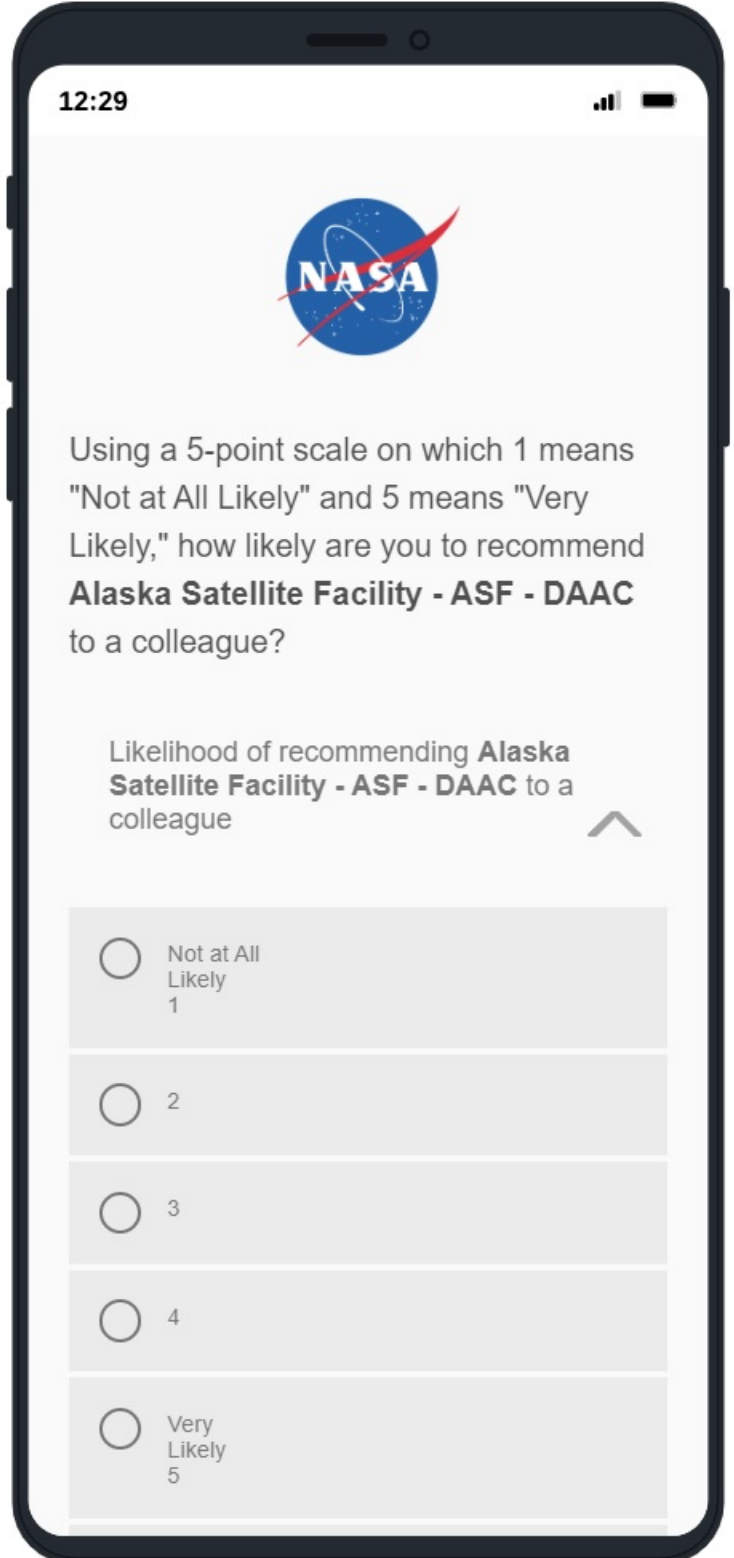 12:29
NASA
Using a 5-point scale on which 1 means
"Not at All Likely" and 5 means "Very
Likely," how likely are you to recommend
Alaska Satellite Facility - ASF - DAAC
to a colleague?
Likelihood of recommending Alaska
Satellite Facility - ASF - DAAC to a
colleague
Not at All
Likely
1
2
3
4
Very
Likely
5